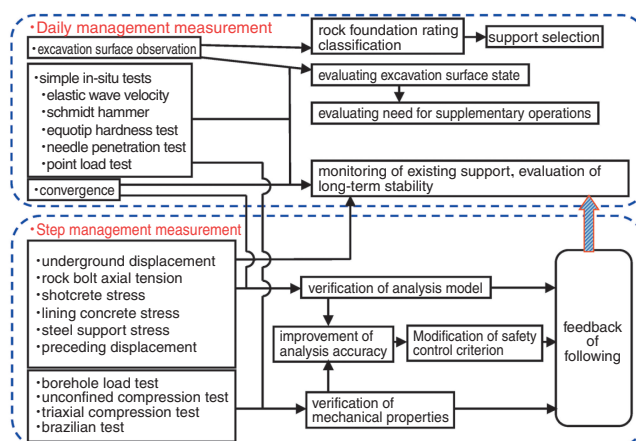 ・Daily management measurement
・excavation surface observation
rock foundation rating
classification
support selection
・simple in-situ tests
・elastic wave velocity
・schmidt hammer
・equotip hardness test
・needle penetration test
・point load test
evaluating excavation surface state
evaluating need for supplementary operations
・convergence
monitoring of existing support, evaluation of
long-term stability
・Step management measurement
・underground displacement
・rock bolt axial tension
・shotcrete stress
・lining concrete stress
・steel support stress
・preceding displacement
verification of analysis model
improvement of
analysis accuracy
Modification of safety
control criterion
feedback
of
following
・borehole load test
・unconfined compression test
・triaxial compression test
・brazilian test
verification of
mechanical properties